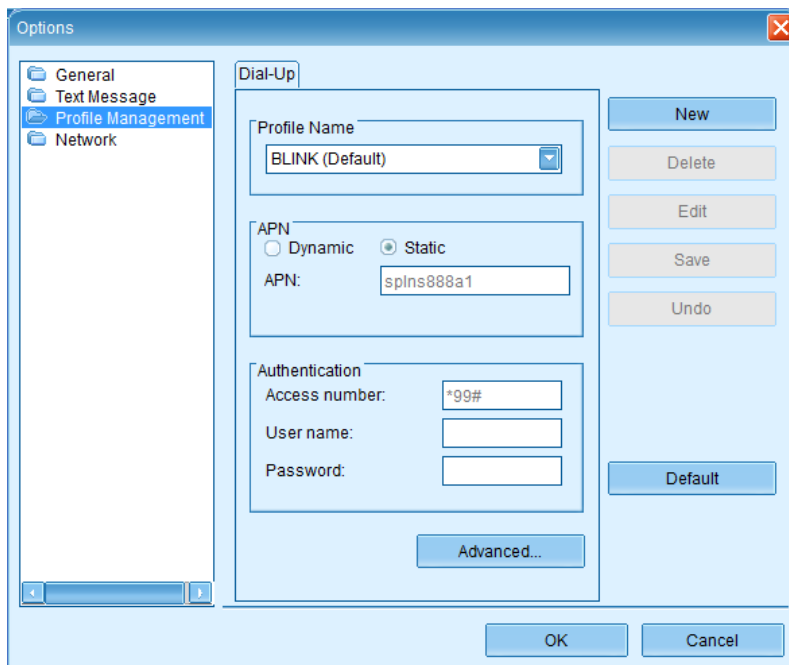 Options
General
Text Message
Profile Management
Network
Dial-Up
Profile Name
BLINK (Default)
APN
Dynamic
Static
APN:
splns888a1
Authentication
Access number:
*99#
User name:
Password:
Advanced...
New
Delete
Edit
Save
Undo
Default
OK
Cancel